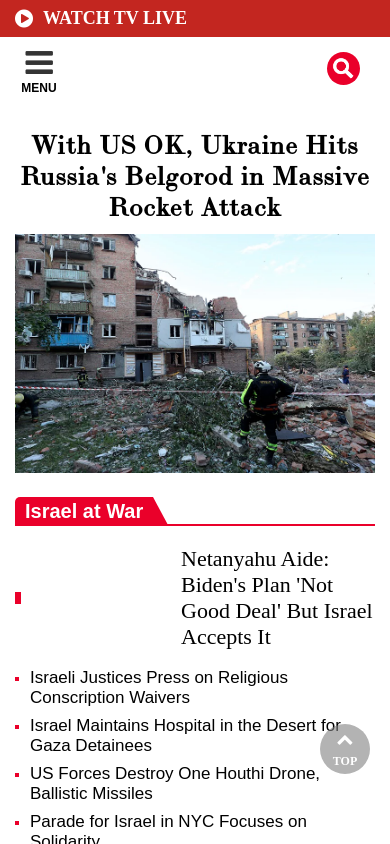 WATCH TV LIVE
MENU
With US OK, Ukraine Hits
Russia's Belgorod in Massive
Rocket Attack
Israel at War
Netanyahu Aide:
Biden's Plan 'Not
Good Deal' But Israel
Accepts It
Israeli Justices Press on Religious
Conscription Waivers
Israel Maintains Hospital in the Desert for
Gaza Detainees
US Forces Destroy One Houthi Drone,
Ballistic Missiles
TOP
Parade for Israel in NYC Focuses on
Solidarity